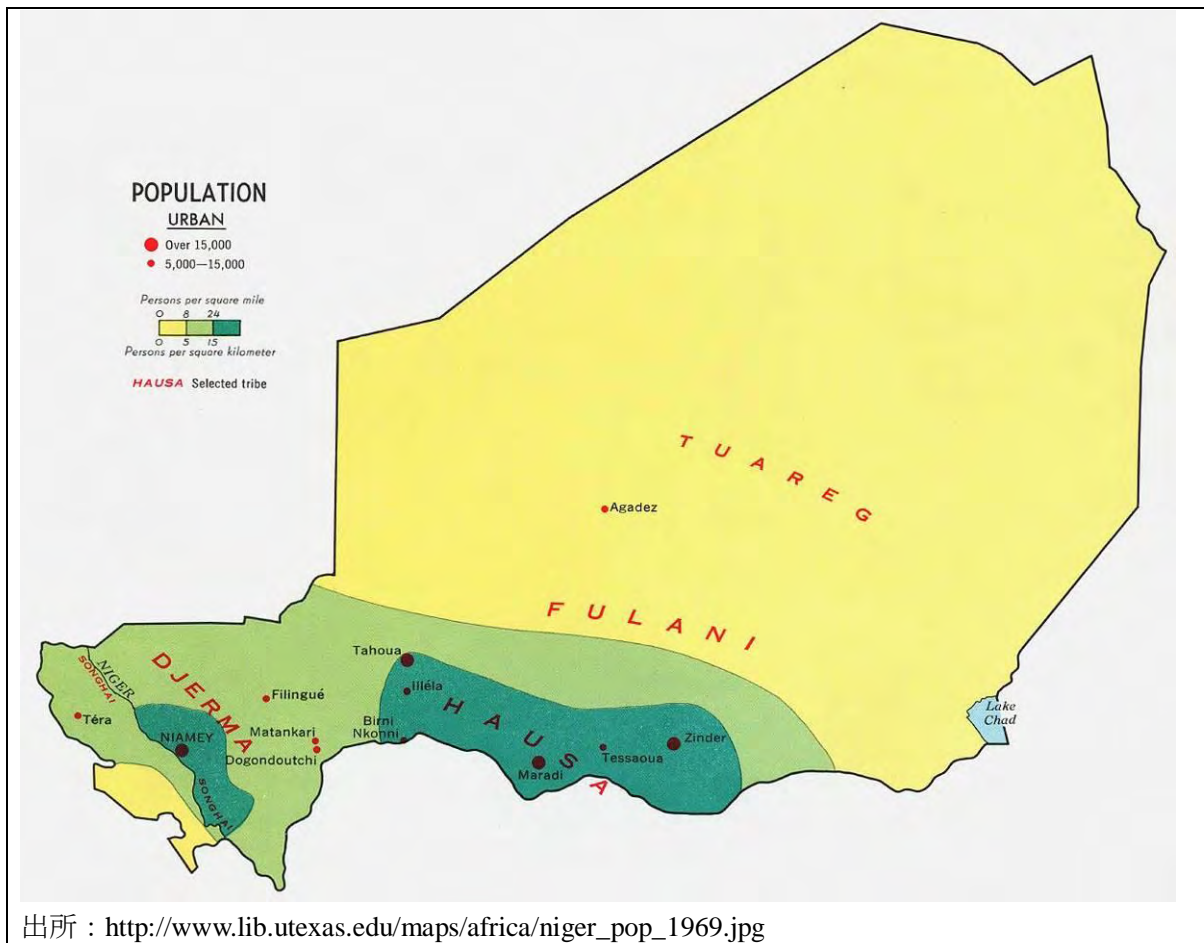 POPULATION
URBAN
Over 15,000
5,000—15,000
Persons per square mile
0 8 24
0 5 15
Persons per square kilometer
HAUSA Selected tribe
TUAREG
Agadez
FULANI
Tahoua
Illéla
HAUSA
Birni
Nkonni
Maradi
Tessaoua
Zinder
Lake
Chad
SONGHAI
NIGER
DJERMA
Filingué
Téra
NIAMEY
Matankari
Dogondoutchi
SONGHAI
出所：http://www.lib.utexas.edu/maps/africa/niger_pop_1969.jpg